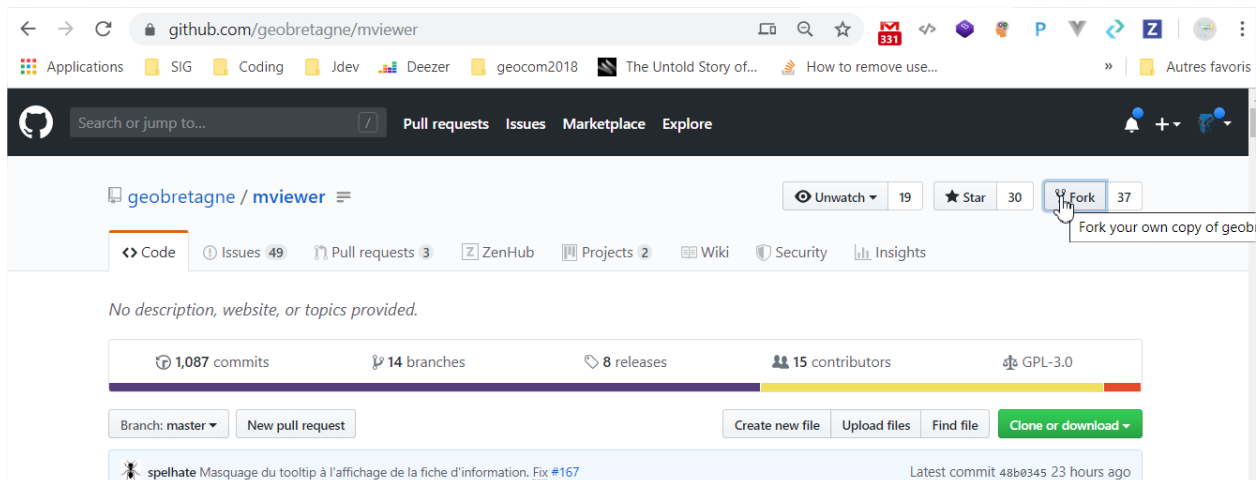 github.com/geobretagne/mviewer
331
P
Z
Applications SIG Coding Jdev Deezer geocom2018 The Untold Story of... How to remove use... » Autres favoris
Search or jump to... / Pull requests Issues Marketplace Explore
geobretagne / mviewer Unwatch 19 Star 30 Fork 37
Fork your own copy of geob
Code Issues 49 Pull requests 3 Z ZenHub Projects 2 Wiki Security Insights
No description, website, or topics provided.
1,087 commits 14 branches 8 releases 15 contributors GPL-3.0
Branch: master New pull request Create new file Upload files Find file Clone or download
spelhate Masquage du tooltip à l'affichage de la fiche d'information. Fix #167 Latest commit 48b0345 23 hours ago